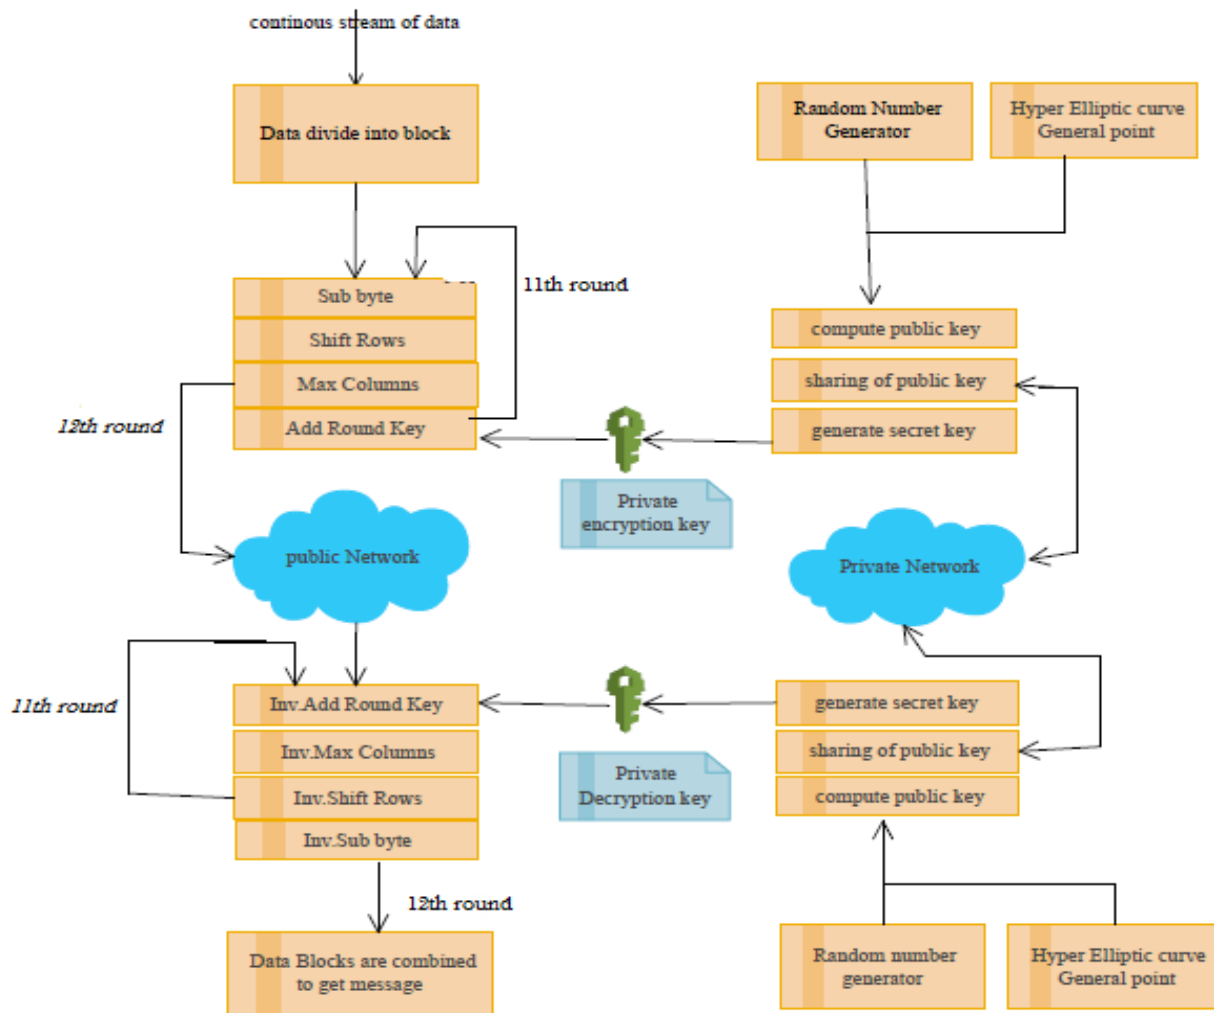 continous stream of data
Data divide into block
Random Number
Generator
Hyper Elliptic curve
General point
11th round
Sub byte
Shift Rows
Max Columns
Add Round Key
12th round
compute public key
sharing of public key
generate secret key
Private
encryption key
public Network
Private Network
11th round
Inv.Add Round Key
Inv.Max Columns
Inv.Shift Rows
Inv.Sub byte
generate secret key
sharing of public key
compute public key
Private
Decryption key
12th round
Data Blocks are combined
to get message
Random number
generator
Hyper Elliptic curve
General point